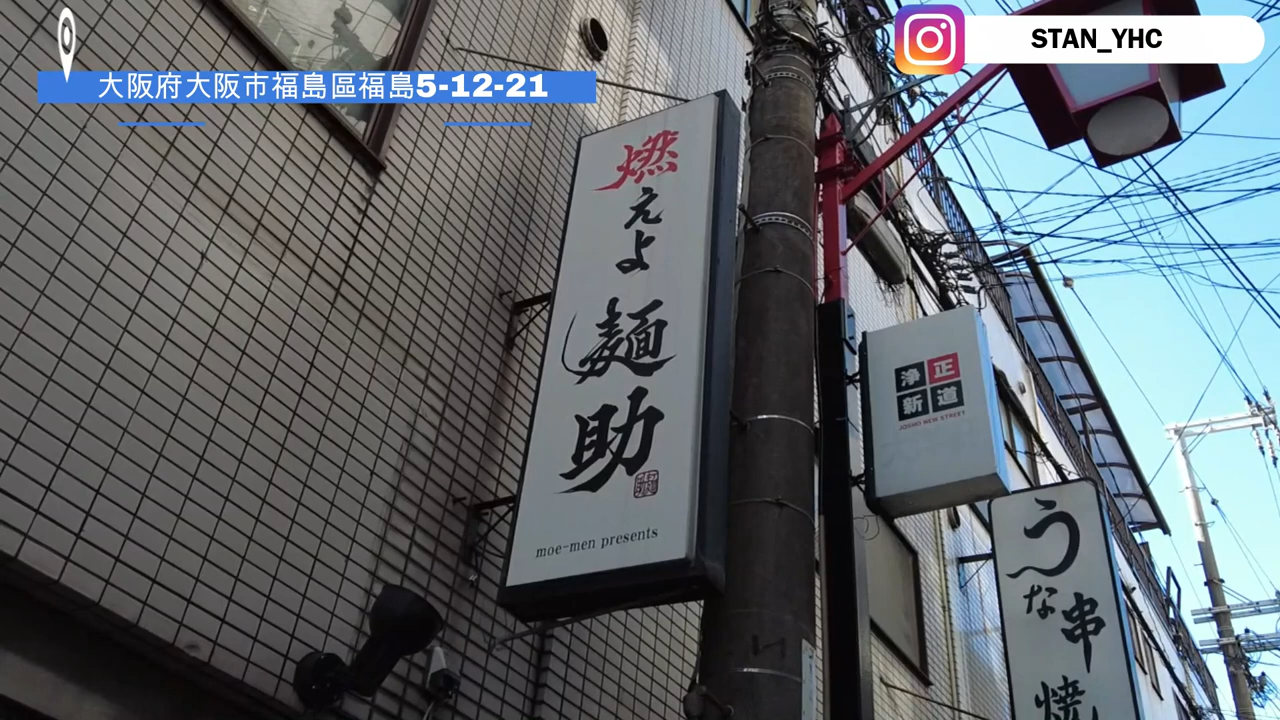 大阪府大阪市福島區福島5-12-21
STAN_YHC
燃えよ麺助
moe-men presents
浄正
新道
JOSHO NEW STREET
うな串焼